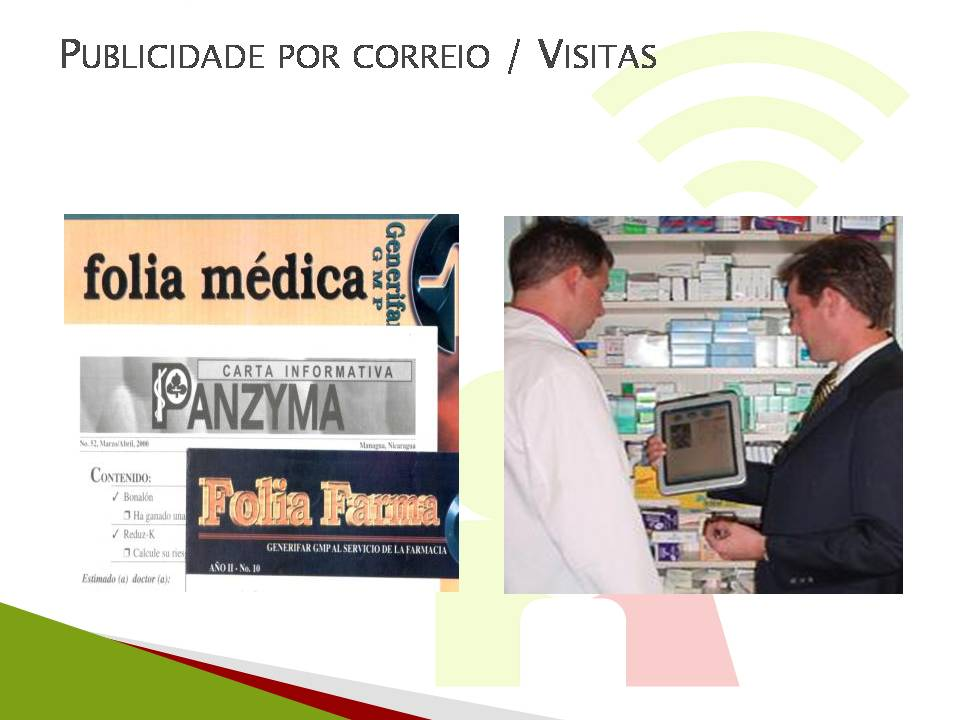 PUBLICIDADE POR CORREIO / VISITAS
folia médica
Generifa
GMP
CARTA INFORMATIVA
PANZYMA
No. 52, Marzo/Abril, 2000 Managua, Nicaragua
CONTENIDO:
✓ Bonalón
❒ Ha ganado una
✓ Reduz-K
❒ Calcule su ries
Estimado (a) doctor (a):
Folia Farma
GENERIFAR GMP AL SERVICIO DE LA FARMACIA
AÑO II - No. 10